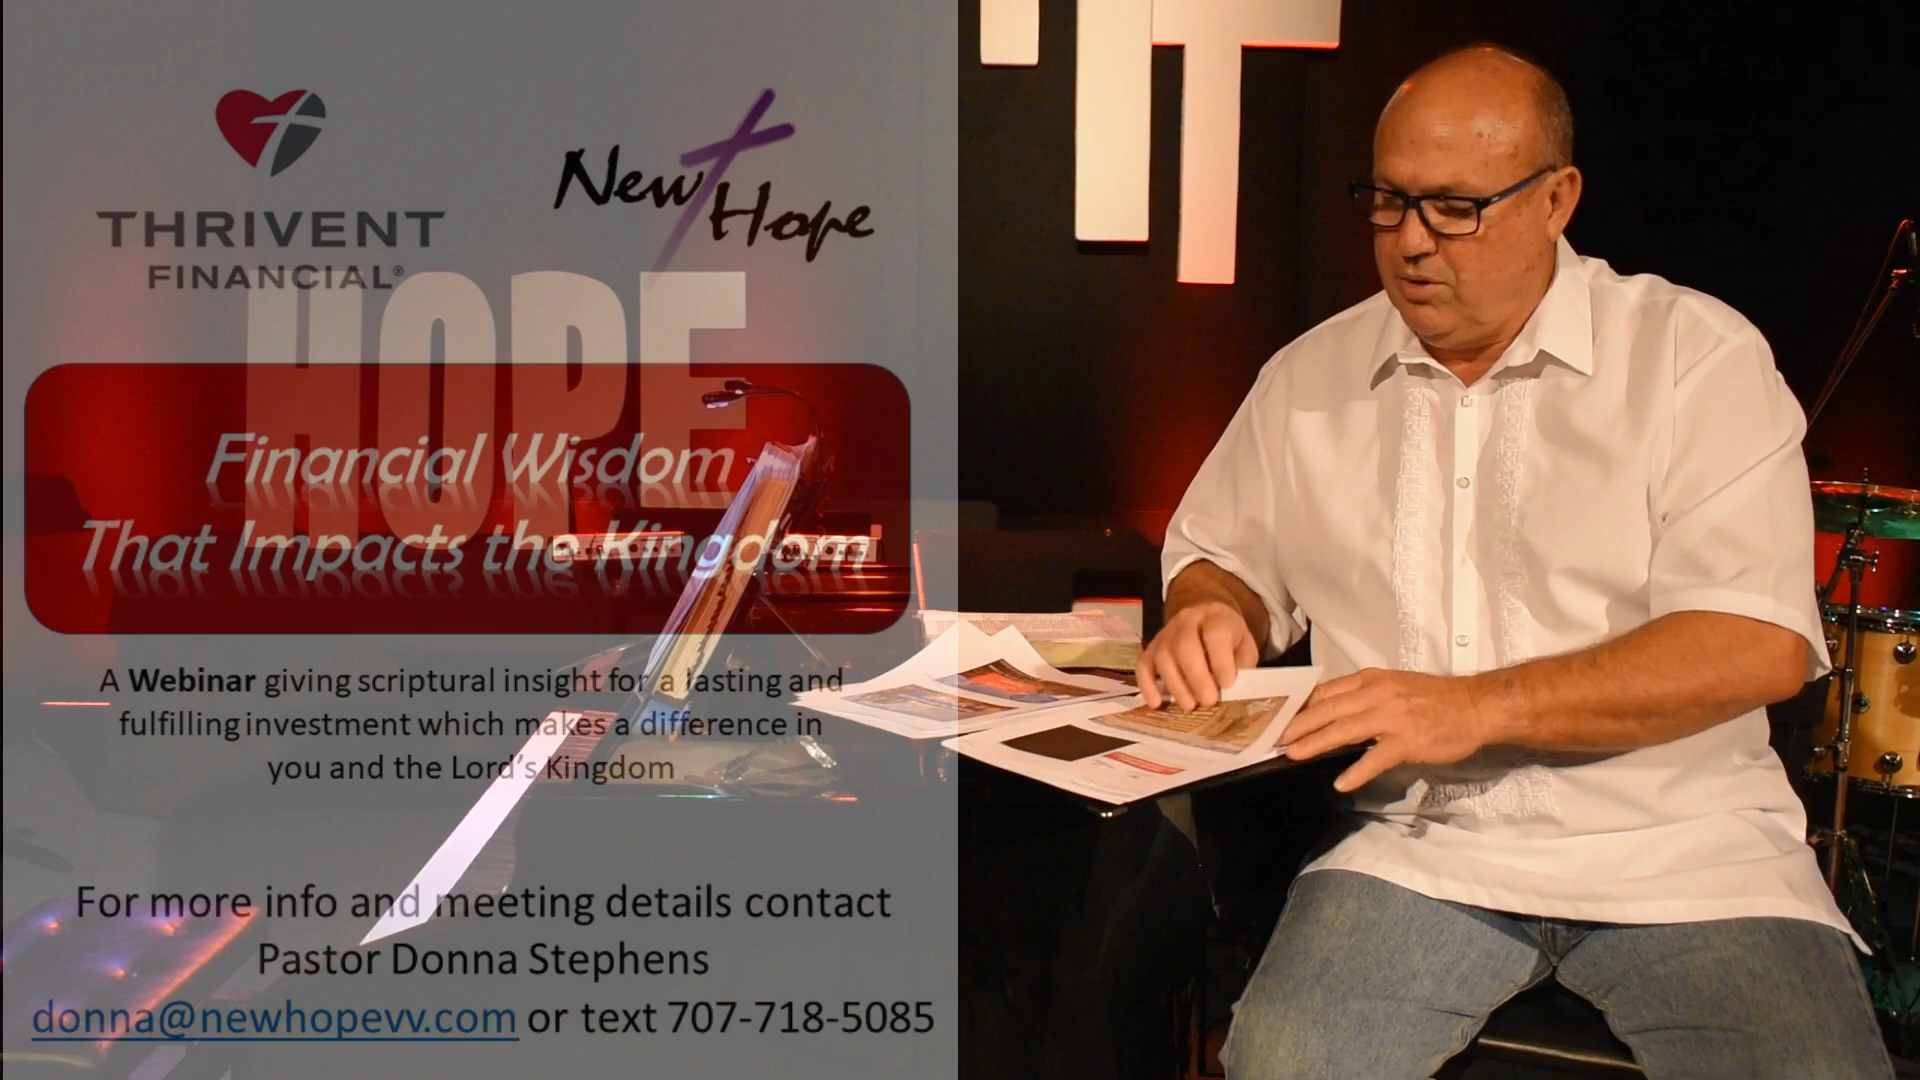 THRIVENT
FINANCIAL®
New Hope
HOPE
Financial Wisdom
That Impacts the Kingdom
A Webinar giving scriptural insight for a lasting and
fulfilling investment which makes a difference in
you and the Lord's Kingdom
For more info and meeting details contact
Pastor Donna Stephens
donna@newhopevv.com or text 707-718-5085